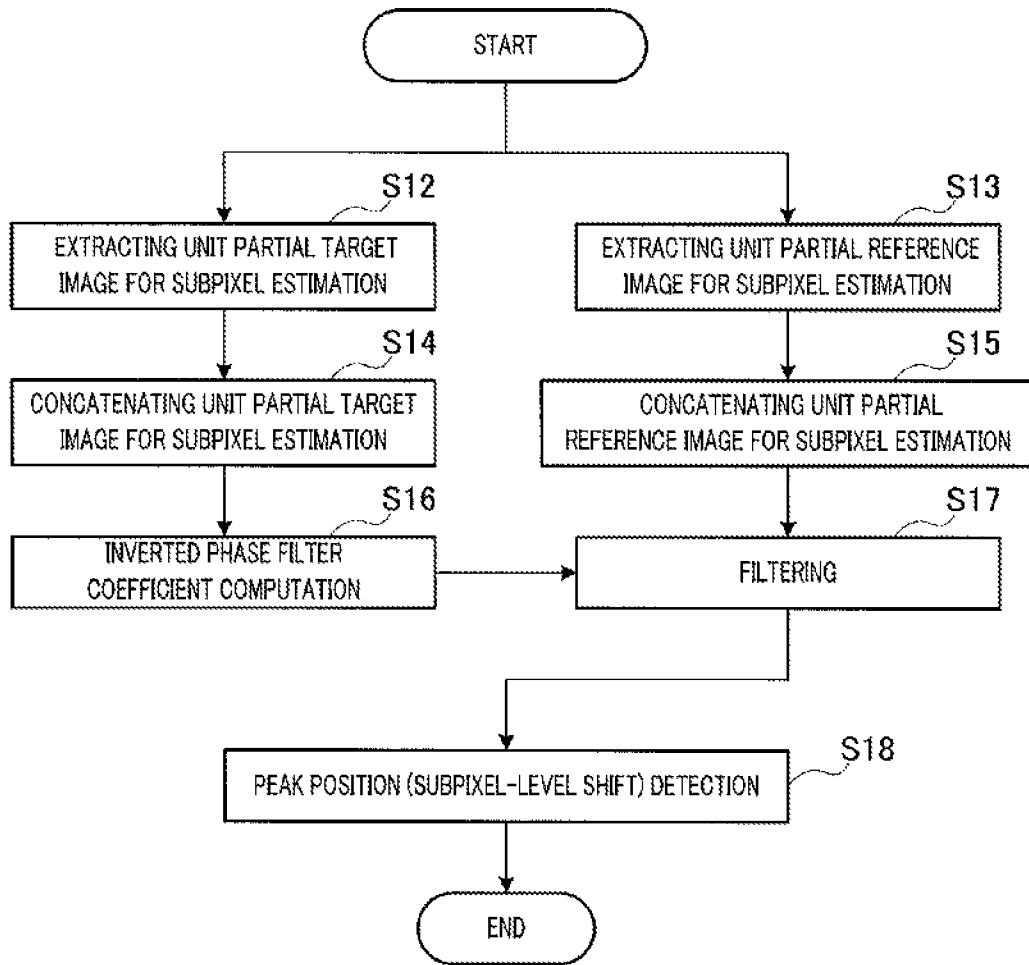 START
S12
S13
EXTRACTING UNIT PARTIAL TARGET
IMAGE FOR SUBPIXEL ESTIMATION
EXTRACTING UNIT PARTIAL REFERENCE
IMAGE FOR SUBPIXEL ESTIMATION
S14
S15
CONCATENATING UNIT PARTIAL TARGET
IMAGE FOR SUBPIXEL ESTIMATION
CONCATENATING UNIT PARTIAL
REFERENCE IMAGE FOR SUBPIXEL ESTIMATION
S16
S17
INVERTED PHASE FILTER
COEFFICIENT COMPUTATION
FILTERING
S18
PEAK POSITION (SUBPIXEL-LEVEL SHIFT) DETECTION
END